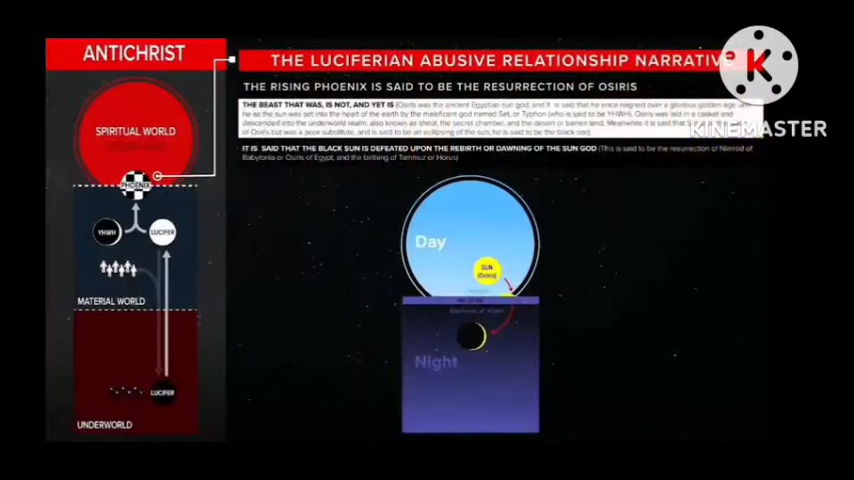 ANTICHRIST
THE LUCIFERIAN ABUSIVE RELATIONSHIP NARRATIVE
THE RISING PHOENIX IS SAID TO BE THE RESURRECTION OF OSIRIS
THE BEAST THAT WAS, IS NOT, AND YET IS (Osiris was the ancient Egyptian sun god, and it is said that he once reigned over a glorious golden age
he as the sun was set into the heart of the earth by the maleficent god named Set, or Typhon (who is said to be YHWH). Osiris was laid in a casket and
descended into the underworld realm, also known as sheol, the secret chamber, and the desert or barren land. Meanwhile it is said that
of Osiris but was a poor substitute, and is said to be an eclipsing of the sun, he is said to be the black sun)
IT IS SAID THAT THE BLACK SUN IS DEFEATED UPON THE REBIRTH OR DAWNING OF THE SUN GOD (This is said to be the resurrection of Nimrod of
Babylonia or Osiris of Egypt, and the birthing of Tammuz or Horus)
K
KINEMASTER
SPIRITUAL WORLD
PHOENIX
YHWH
LUCIFER
MATERIAL WORLD
LUCIFER
UNDERWORLD
Day
SUN
(Osiris)
Night